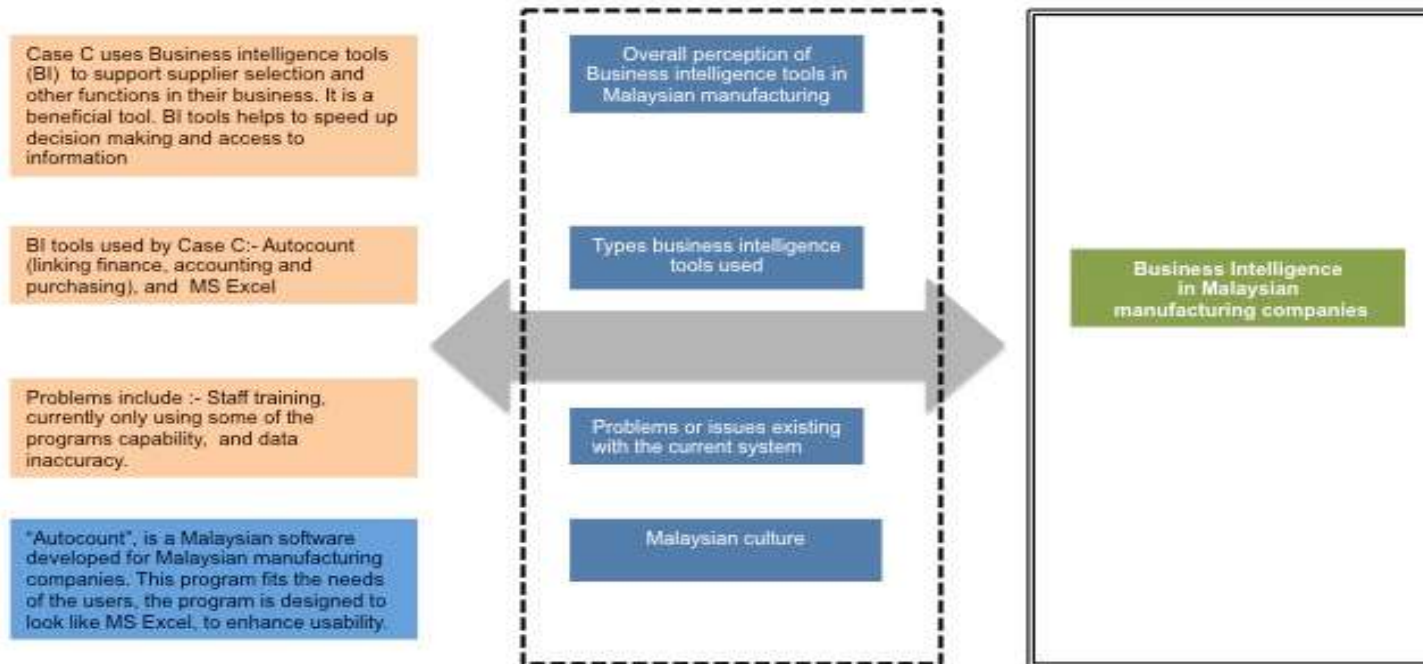 Case C uses Business intelligence tools
(BI) to support supplier selection and
other functions in their business. It is a
beneficial tool. BI tools helps to speed up
decision making and access to
information
BI tools used by Case C:- Autocount
(linking finance, accounting and
purchasing), and MS Excel
Problems include :- Staff training,
currently only using some of the
programs capability, and data
inaccuracy.
"Autocount", is a Malaysian software
developed for Malaysian manufacturing
companies. This program fits the needs
of the users, the program is designed to
look like MS Excel, to enhance usability.
Overall perception of
Business intelligence tools in
Malaysian manufacturing
Types business intelligence
tools used
Problems or issues existing
with the current system
Malaysian culture
Business Intelligence
in Malaysian
manufacturing companies